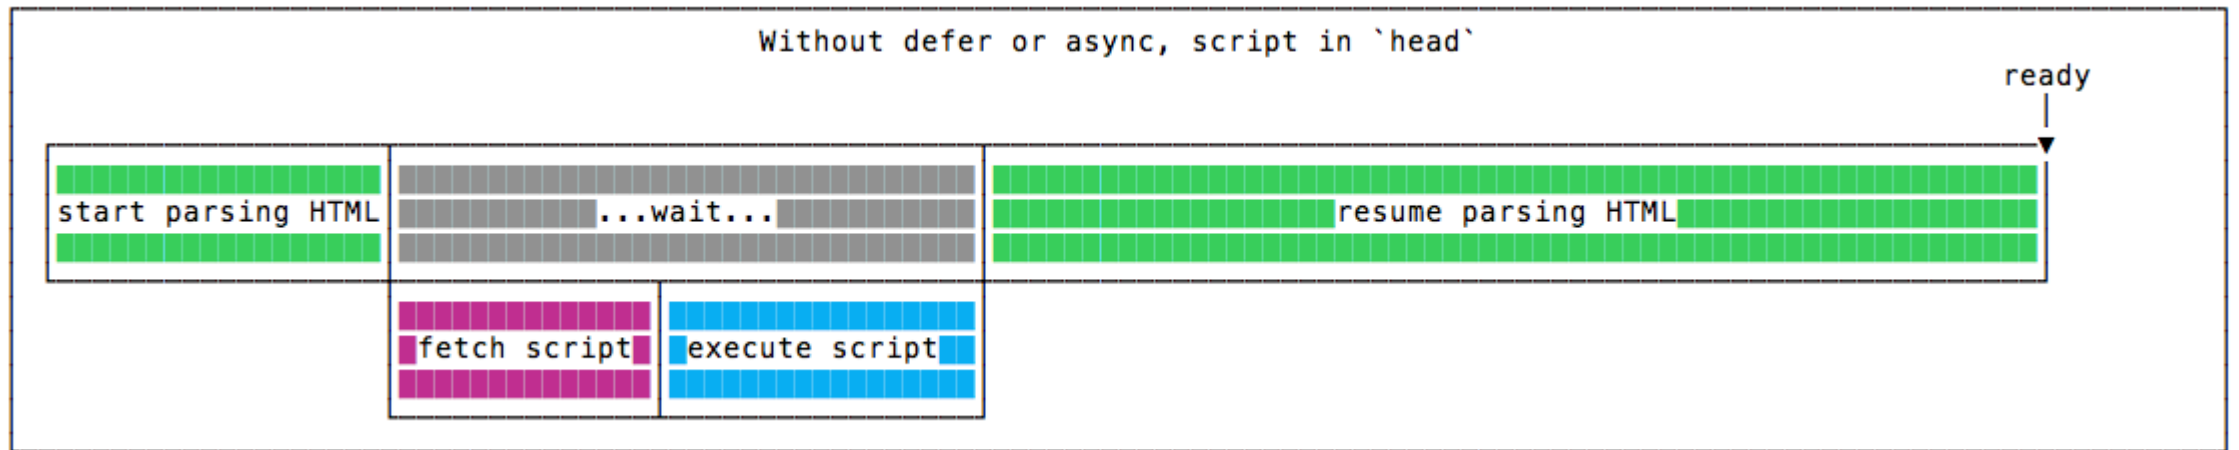 Without defer or async, script in `head`
ready
start parsing HTML ...wait... resume parsing HTML
fetch script execute script